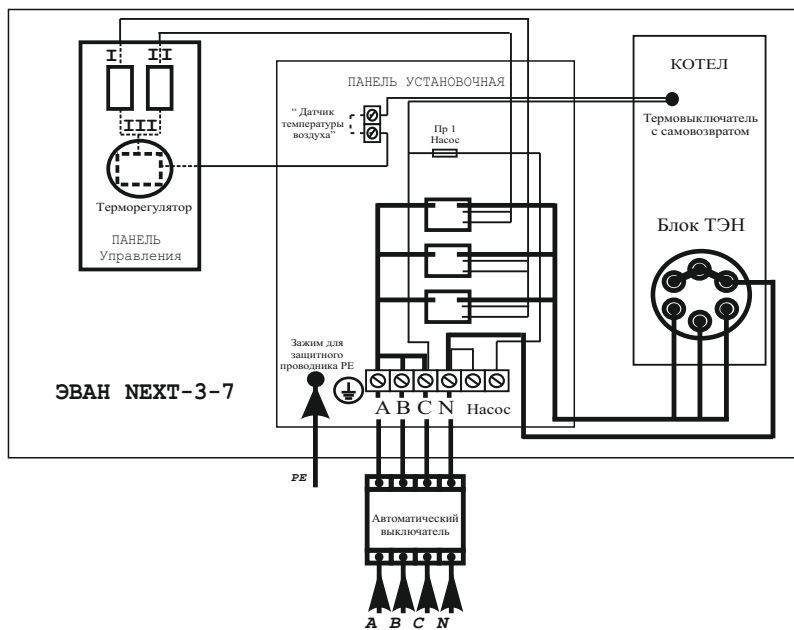 I II
III
Терморегулятор
ПАНЕЛЬ
Управления
ПАНЕЛЬ УСТАНОВОЧНАЯ
“ Датчик
температуры
воздуха”
Пр 1
Насос
КОТЕЛ
Термовыключатель
с самовозвратом
Блок ТЭН
Зажим для
защитного
проводника PE
ЭВАН NEXT-3-7
A B C N Насос
PE
Автоматический
выключатель
A B C N